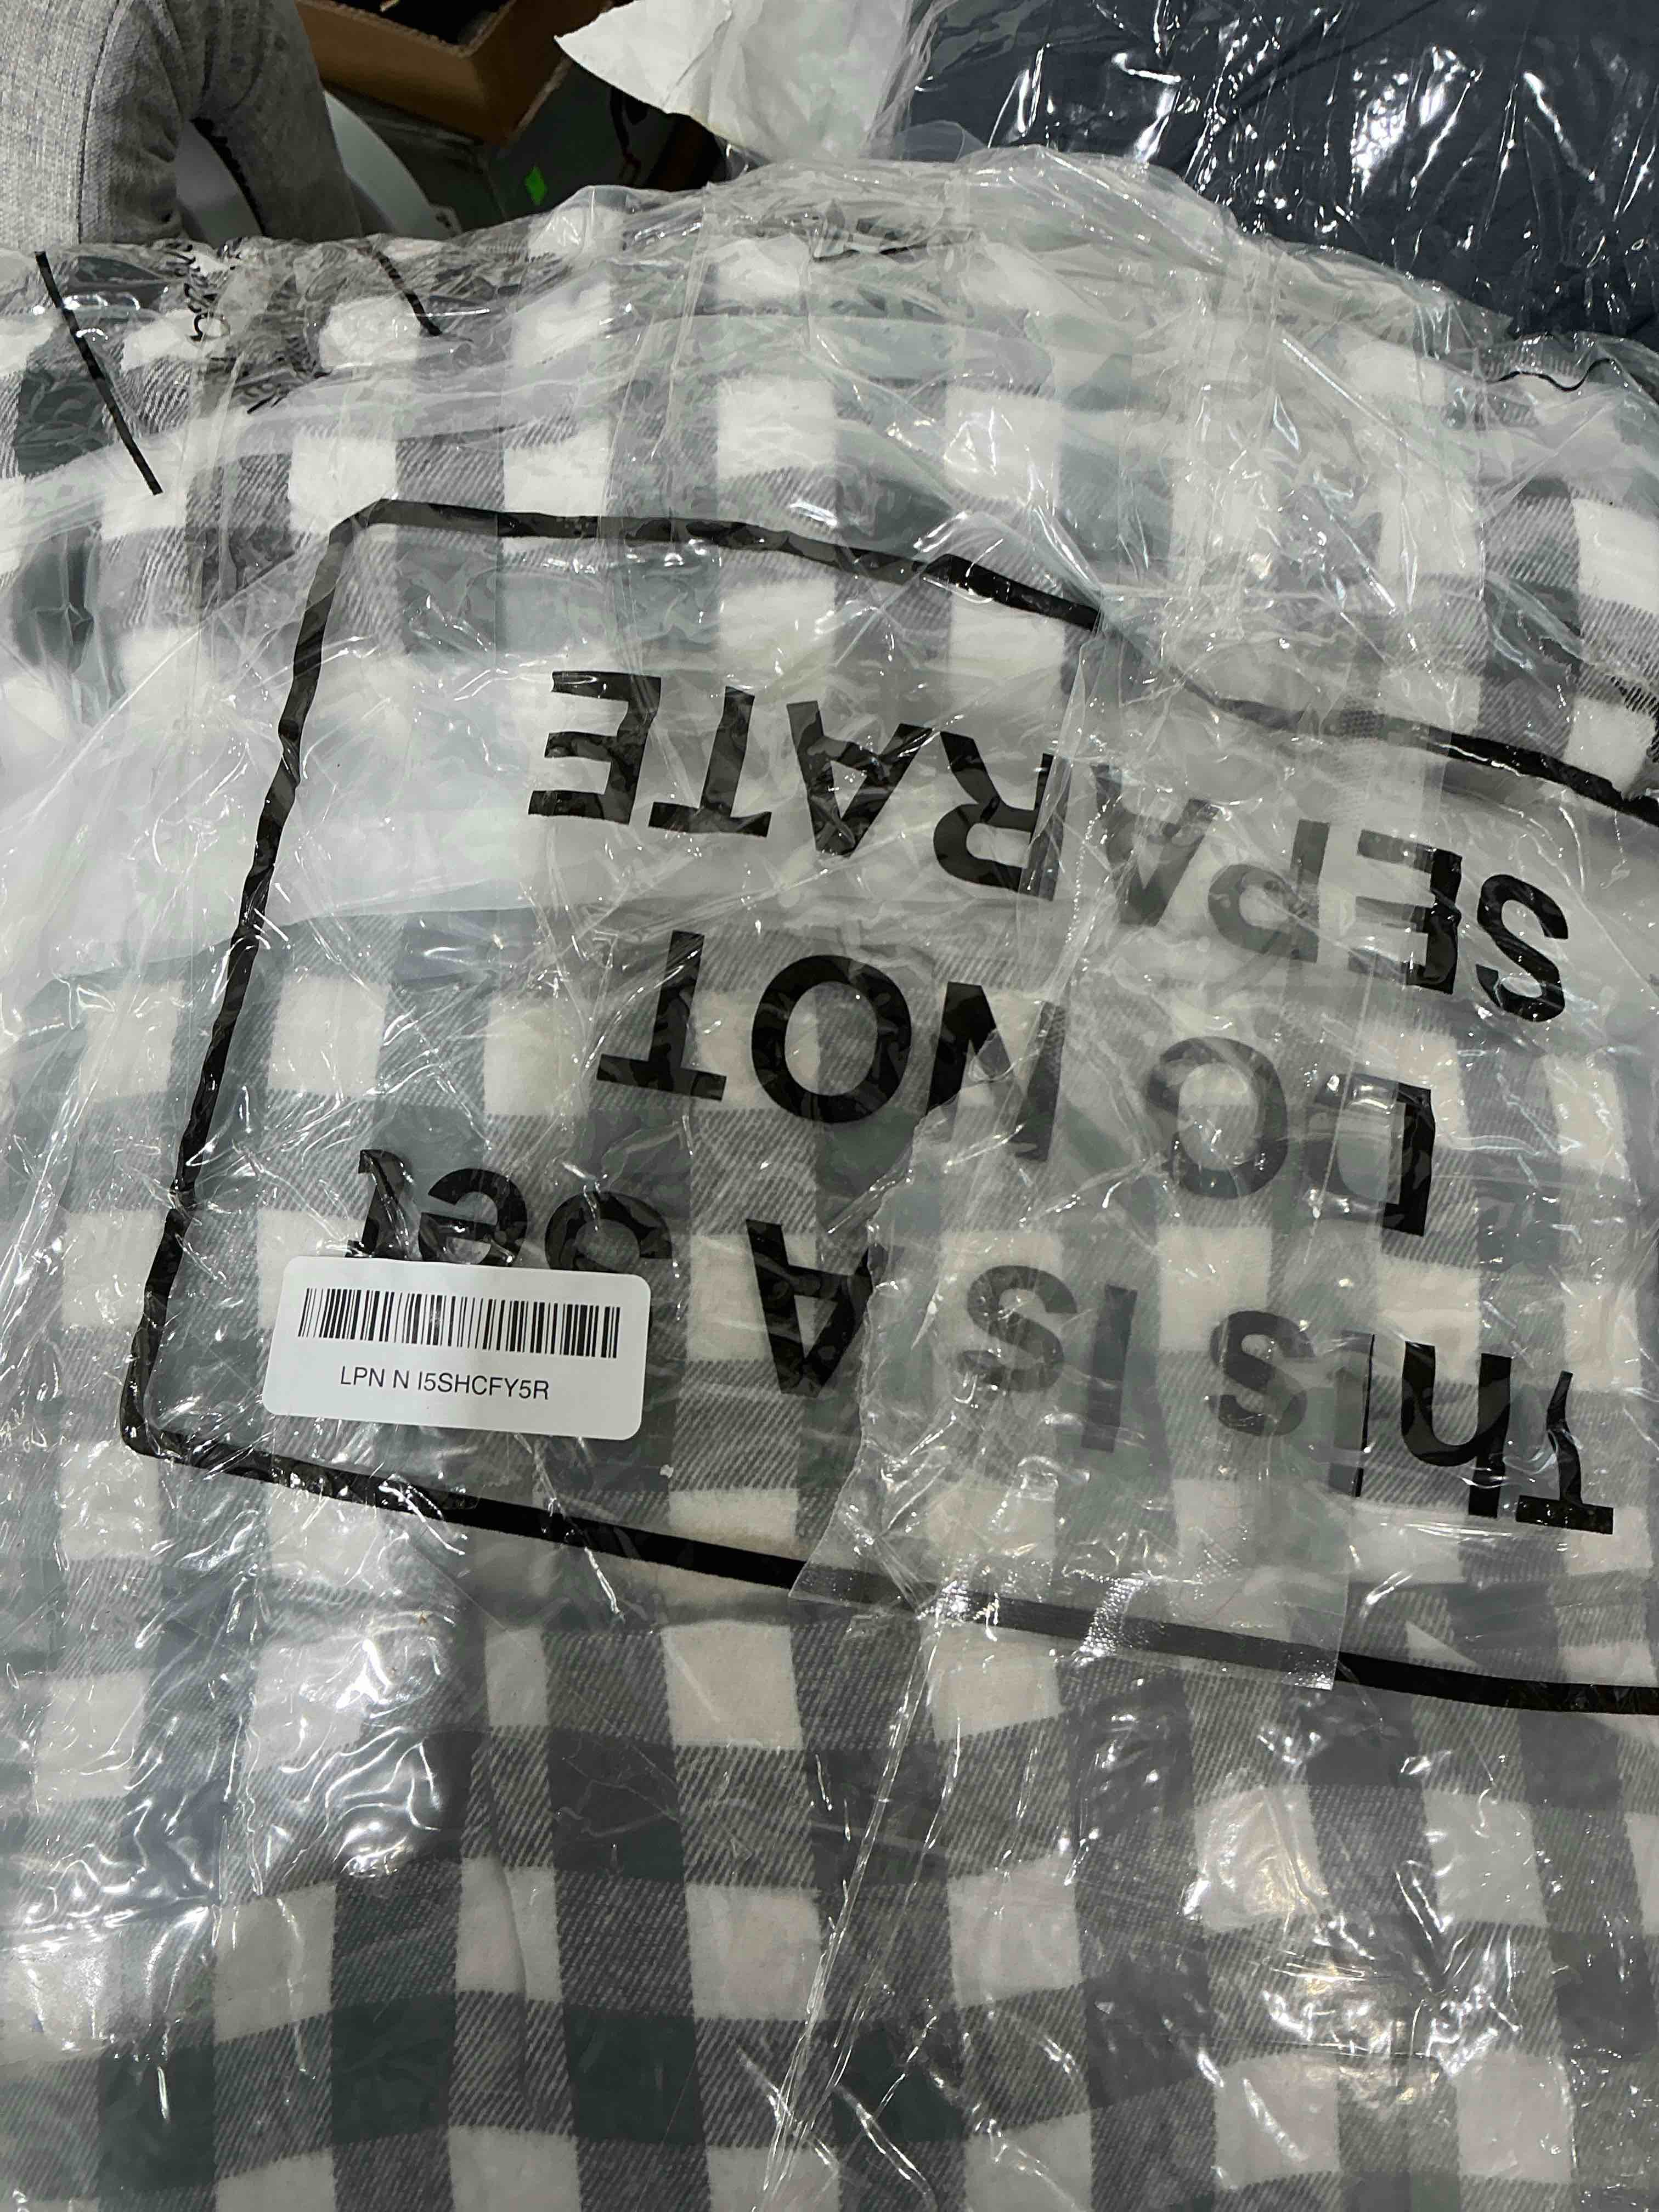 This IS A Set
DO NOT
SEPARATE
LPN N I5SHCFY5R